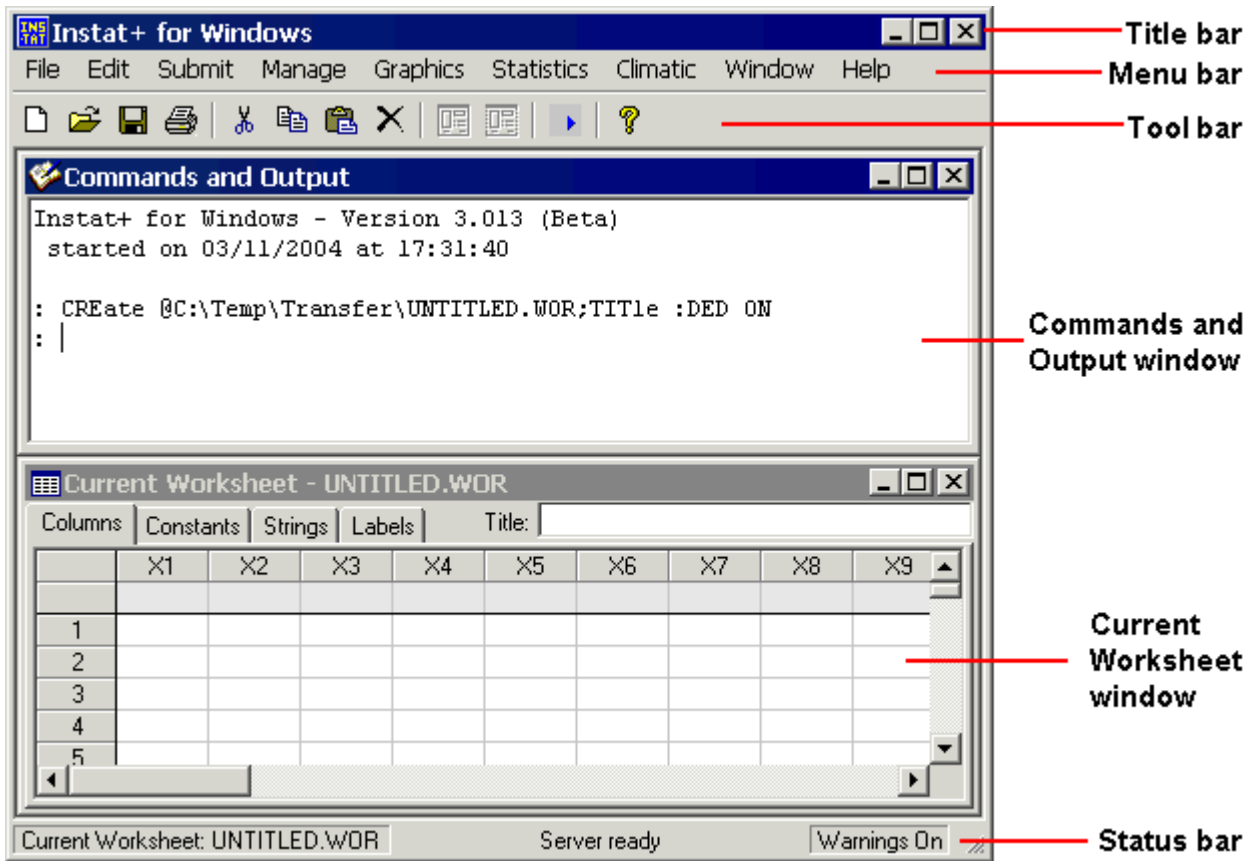 INS TAT Instat+ for Windows
Title bar
File Edit Submit Manage Graphics Statistics Climatic Window Help
Menu bar
Tool bar
Commands and Output
Instat+ for Windows - Version 3.013 (Beta)
started on 03/11/2004 at 17:31:40
: CREate @C:\Temp\Transfer\UNTITLED.WOR;TITle :DED ON
:
Commands and
Output window
Current Worksheet - UNTITLED.WOR
Columns Constants Strings Labels Title:
X1 X2 X3 X4 X5 X6 X7 X8 X9
1
2
3
4
5
Current
Worksheet
window
Current Worksheet: UNTITLED.WOR Server ready Warnings On
Status bar